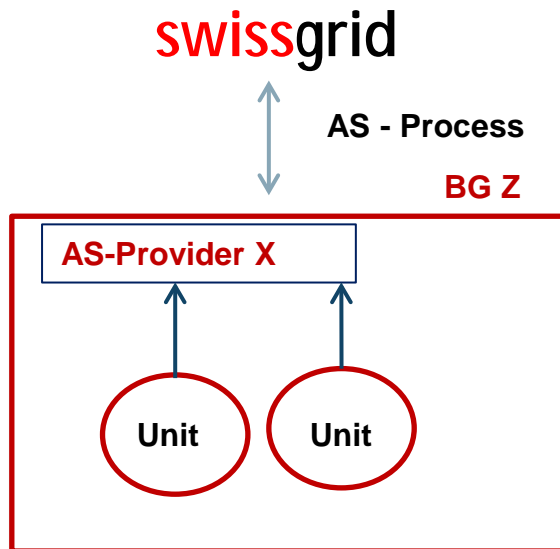 swissgrid
AS - Process
BG Z
AS-Provider X
Unit
Unit